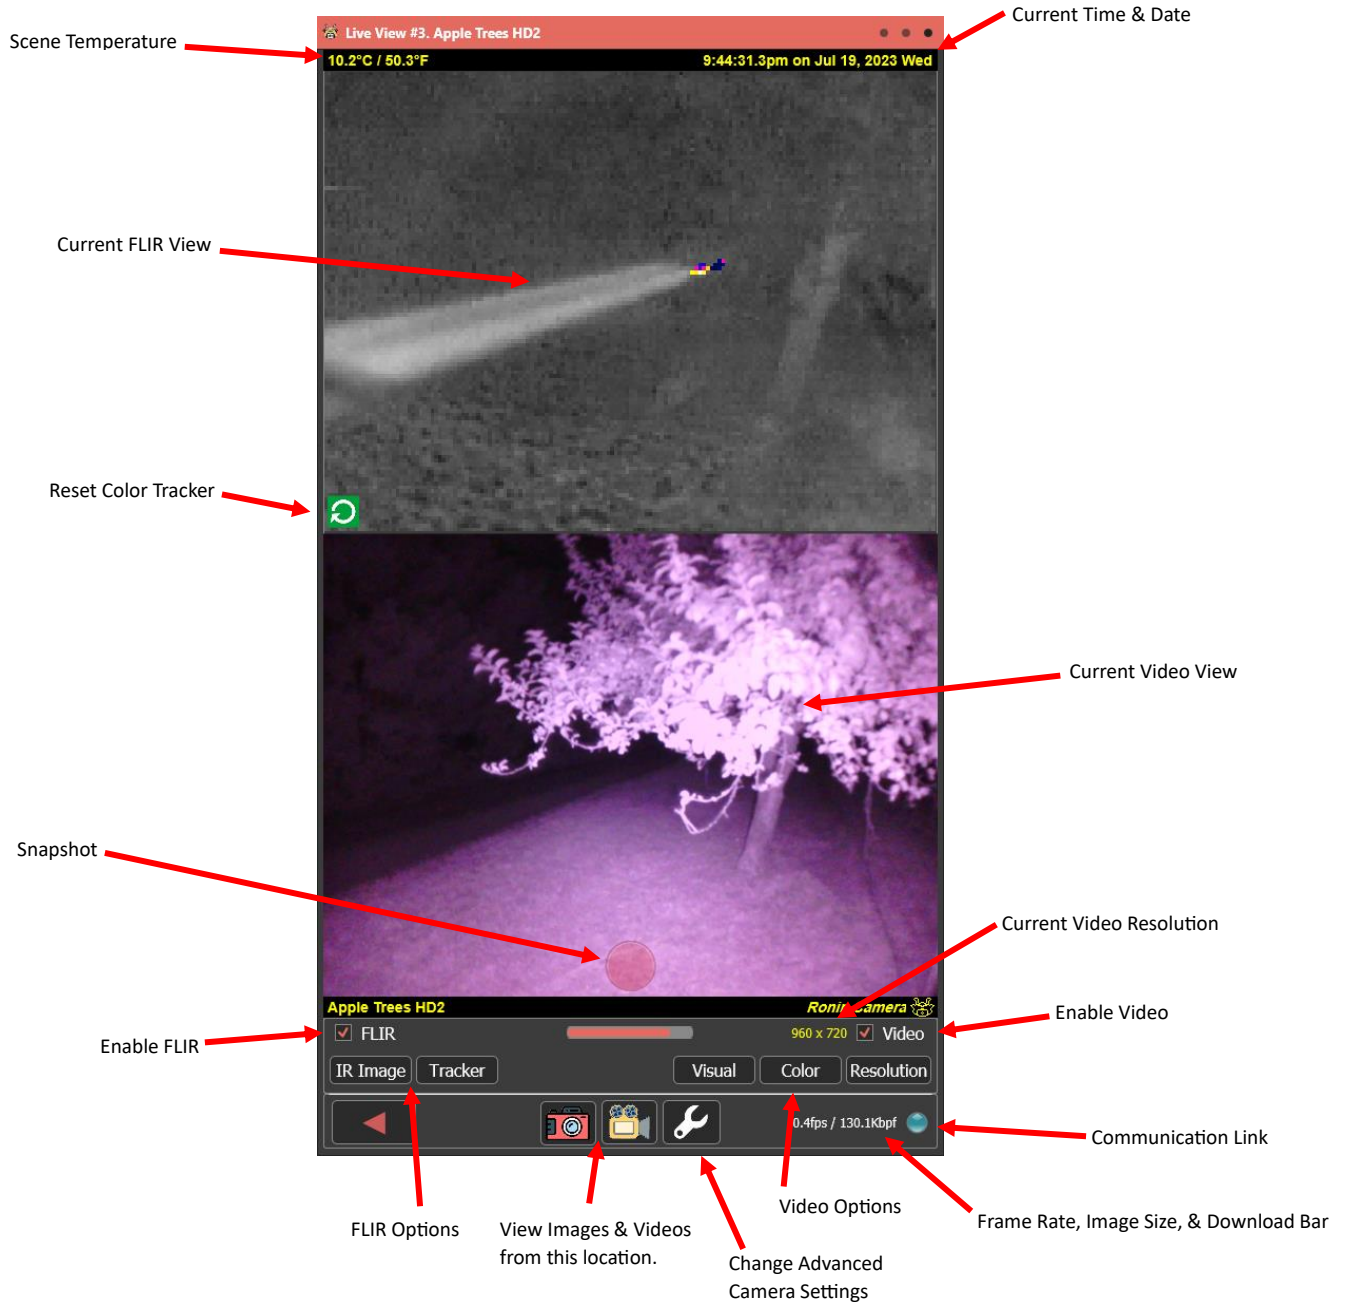 Current Time & Date
Scene Temperature
Live View #3. Apple Trees HD2
10.2°C / 50.3°F
9:44:31.3pm on Jul 19, 2023 Wed
Current FLIR View
Reset Color Tracker
Current Video View
Snapshot
Current Video Resolution
Apple Trees HD2
Ronin Camera
Enable Video
FLIR
960 x 720
Video
Enable FLIR
IR Image
Tracker
Visual
Color
Resolution
0.4fps / 130.1Kbpf
Communication Link
Video Options
FLIR Options
View Images & Videos
from this location.
Frame Rate, Image Size, & Download Bar
Change Advanced
Camera Settings